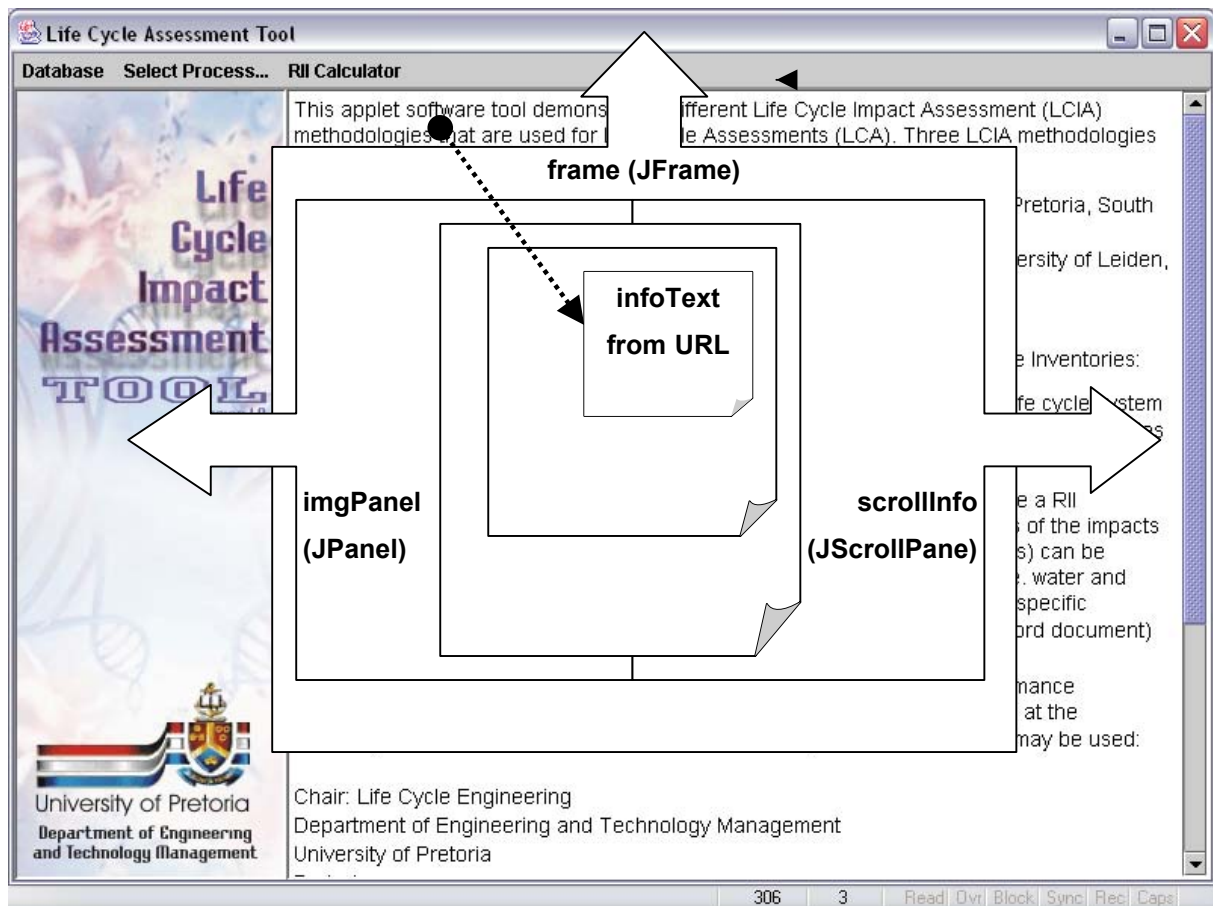 Life Cycle Assessment Tool
Database Select Process... RII Calculator
Life
Cycle
Impact
Assessment
TOOL
University of Pretoria
Department of Engineering
and Technology Management
This applet software tool demons ifferent Life Cycle Impact Assessment (LCIA)
methodologies that are used for le Assessments (LCA). Three LCIA methodologies
Pretoria, South
ersity of Leiden,
e Inventories:
fe cycle system
e a RII
s of the impacts
s) can be
e. water and
specific
ord document)
mance
at the
may be used:
Chair: Life Cycle Engineering
Department of Engineering and Technology Management
University of Pretoria
frame (JFrame)
infoText
from URL
imgPanel
(JPanel)
scrollInfo
(JScrollPane)
306 3 Read Ovr Block Sync Rec Caps